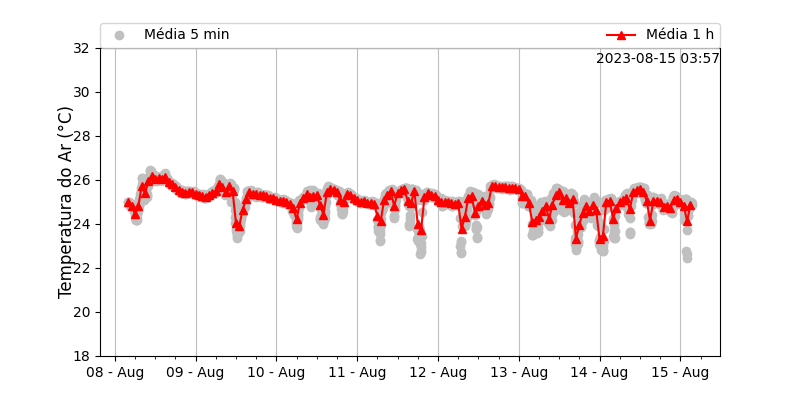 Média 5 min
Média 1 h
2023-08-15 03:57
Temperatura do Ar (°C)
32
30
28
26
24
22
20
18
08 - Aug
09 - Aug
10 - Aug
11 - Aug
12 - Aug
13 - Aug
14 - Aug
15 - Aug